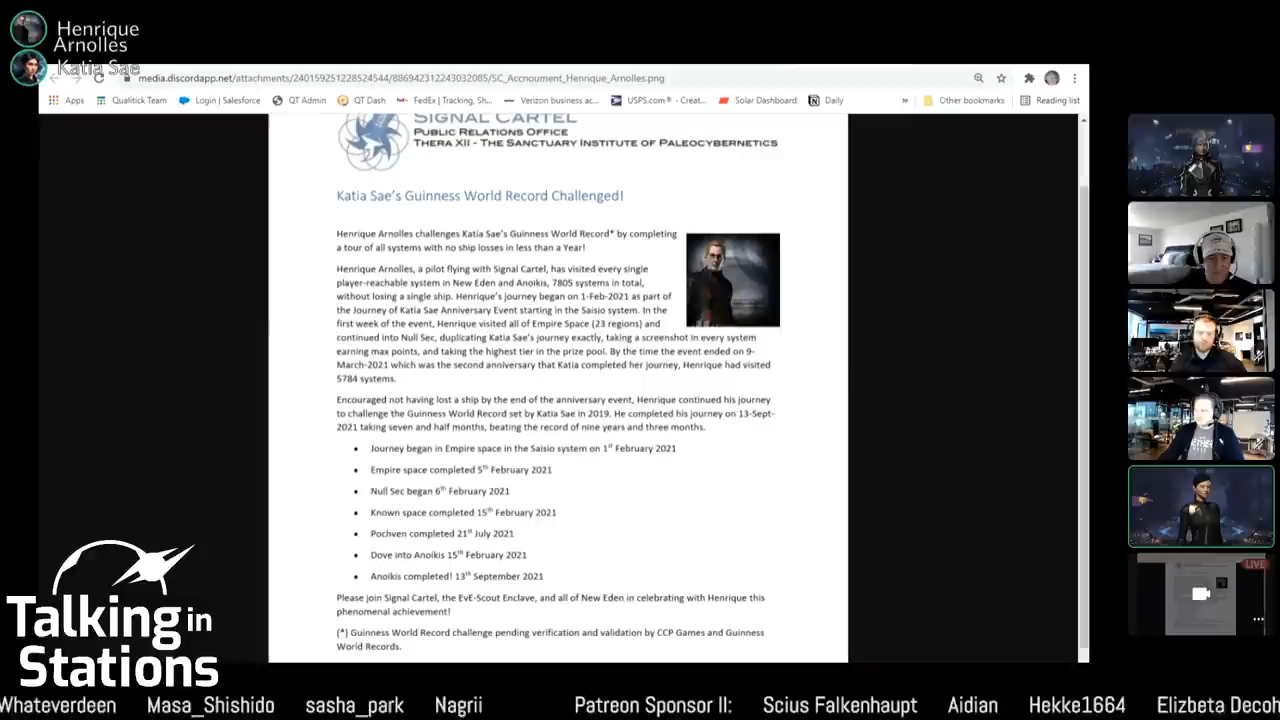 Henrique
Arnolles
Katia Sae
media.discordapp.net/attachments/240159251228524544/886942312243032085/SC_Accnoument_Henrique_Arnolles.png
Apps
Qualitick Team
Login | Salesforce
QT Admin
QT Dash
FedEx | Tracking, Sh...
Verizon business ac...
USPS.com® - Creat...
Solar Dashboard
Daily
»
Other bookmarks
Reading list
SIGNAL CARTEL
PUBLIC RELATIONS OFFICE
THERA XII - THE SANCTUARY INSTITUTE OF PALEOCYBERNETICS
Katia Sae's Guinness World Record Challenged!
Henrique Arnolles challenges Katia Sae's Guinness World Record* by completing
a tour of all systems with no ship losses in less than a Year!
Henrique Arnolles, a pilot flying with Signal Cartel, has visited every single
player-reachable system in New Eden and Anoikis, 7805 systems in total,
without losing a single ship. Henrique's journey began on 1-Feb-2021 as part of
the Journey of Katia Sae Anniversary Event starting in the Saisio system. In the
first week of the event, Henrique visited all of Empire Space (23 regions) and
continued into Null Sec, duplicating Katia Sae's journey exactly, taking a screenshot in every system
earning max points, and taking the highest tier in the prize pool. By the time the event ended on 9-
March-2021 which was the second anniversary that Katia completed her journey, Henrique had visited
5784 systems.
Encouraged not having lost a ship by the end of the anniversary event, Henrique continued his journey
to challenge the Guinness World Record set by Katia Sae in 2019. He completed his journey on 13-Sept-
2021 taking seven and half months, beating the record of nine years and three months.
• Journey began in Empire space in the Saisio system on 1st February 2021
• Empire space completed 5th February 2021
• Null Sec began 6th February 2021
• Known space completed 15th February 2021
• Pochven completed 21st July 2021
• Dove into Anoikis 15th February 2021
• Anoikis completed! 13th September 2021
Please join Signal Cartel, the EvE-Scout Enclave, and all of New Eden in celebrating with Henrique this
phenomenal achievement!
(*) Guinness World Record challenge pending verification and validation by CCP Games and Guinness
World Records.
LIVE
Talking in
Stations
Whateverdeen Masa_Shishido sasha_park Nagrii Patreon Sponsor II: Scius Falkenhaupt Aidian Hekke1664 Elizbeta Decoh